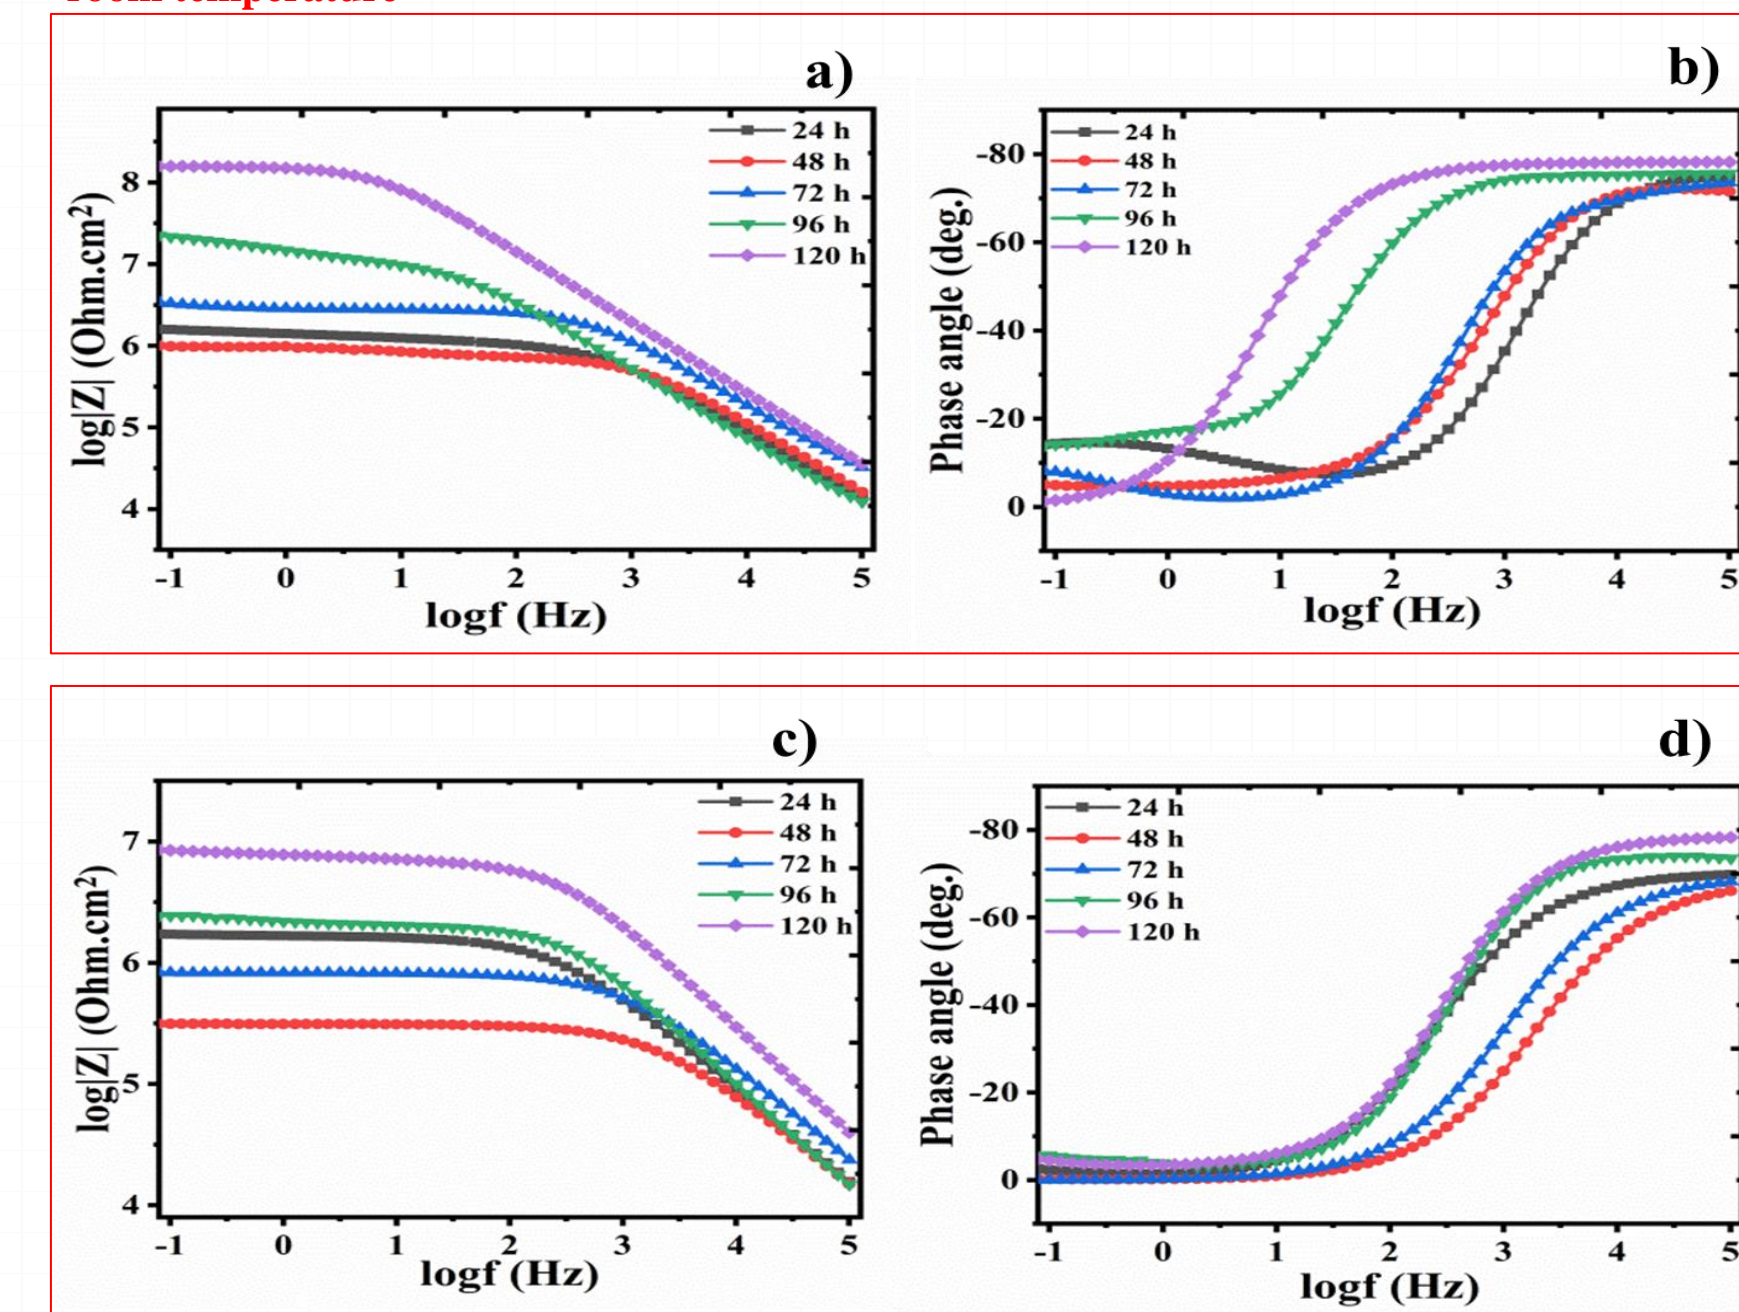 room temperature
a)
24 h
48 h
72 h
96 h
120 h
8
7
6
5
4
log|Z| (Ohm.cm²)
-1 0 1 2 3 4 5
logf (Hz)
b)
24 h
48 h
72 h
96 h
120 h
-80
-60
-40
-20
0
Phase angle (deg.)
-1 0 1 2 3 4 5
logf (Hz)
c)
24 h
48 h
72 h
96 h
120 h
7
6
5
4
log|Z| (Ohm.cm²)
-1 0 1 2 3 4 5
logf (Hz)
d)
24 h
48 h
72 h
96 h
120 h
-80
-60
-40
-20
0
Phase angle (deg.)
-1 0 1 2 3 4 5
logf (Hz)